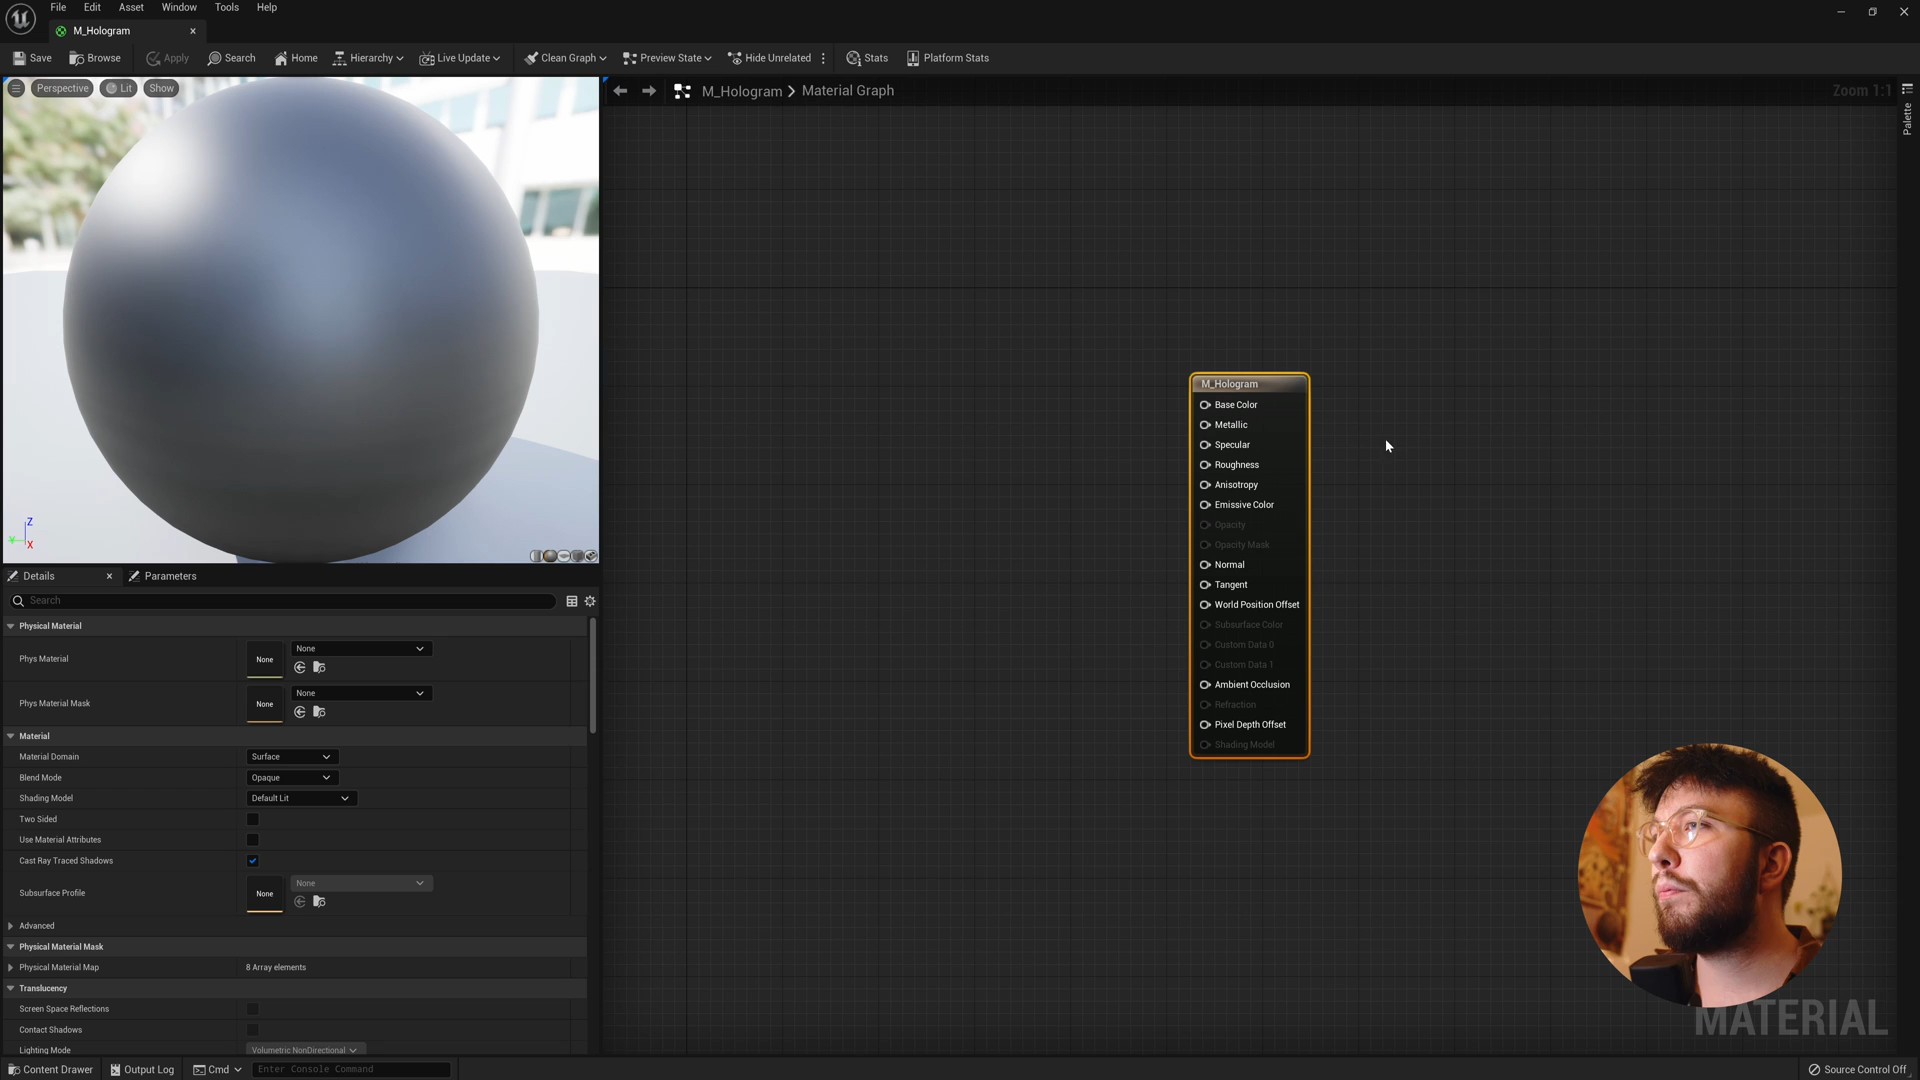 File Edit Asset Window Tools Help
M_Hologram
Save Browse Apply Search Home Hierarchy Live Update Clean Graph Preview State Hide Unrelated Stats Platform Stats
Perspective Lit Show
M_Hologram > Material Graph
Zoom 1:1
Palette
Z
Y
X
M_Hologram
Base Color
Metallic
Specular
Roughness
Anisotropy
Emissive Color
Opacity
Opacity Mask
Normal
Tangent
World Position Offset
Subsurface Color
Custom Data 0
Custom Data 1
Ambient Occlusion
Refraction
Pixel Depth Offset
Shading Model
Details Parameters
Search
Physical Material
Phys Material None None
Phys Material Mask None None
Material
Material Domain Surface
Blend Mode Opaque
Shading Model Default Lit
Two Sided
Use Material Attributes
Cast Ray Traced Shadows
Subsurface Profile None None
Advanced
Physical Material Mask
Physical Material Map 8 Array elements
Translucency
Screen Space Reflections
Contact Shadows
Lighting Mode Volumetric NonDirectional
MATERIAL
Content Drawer Output Log Cmd Enter Console Command Source Control Off